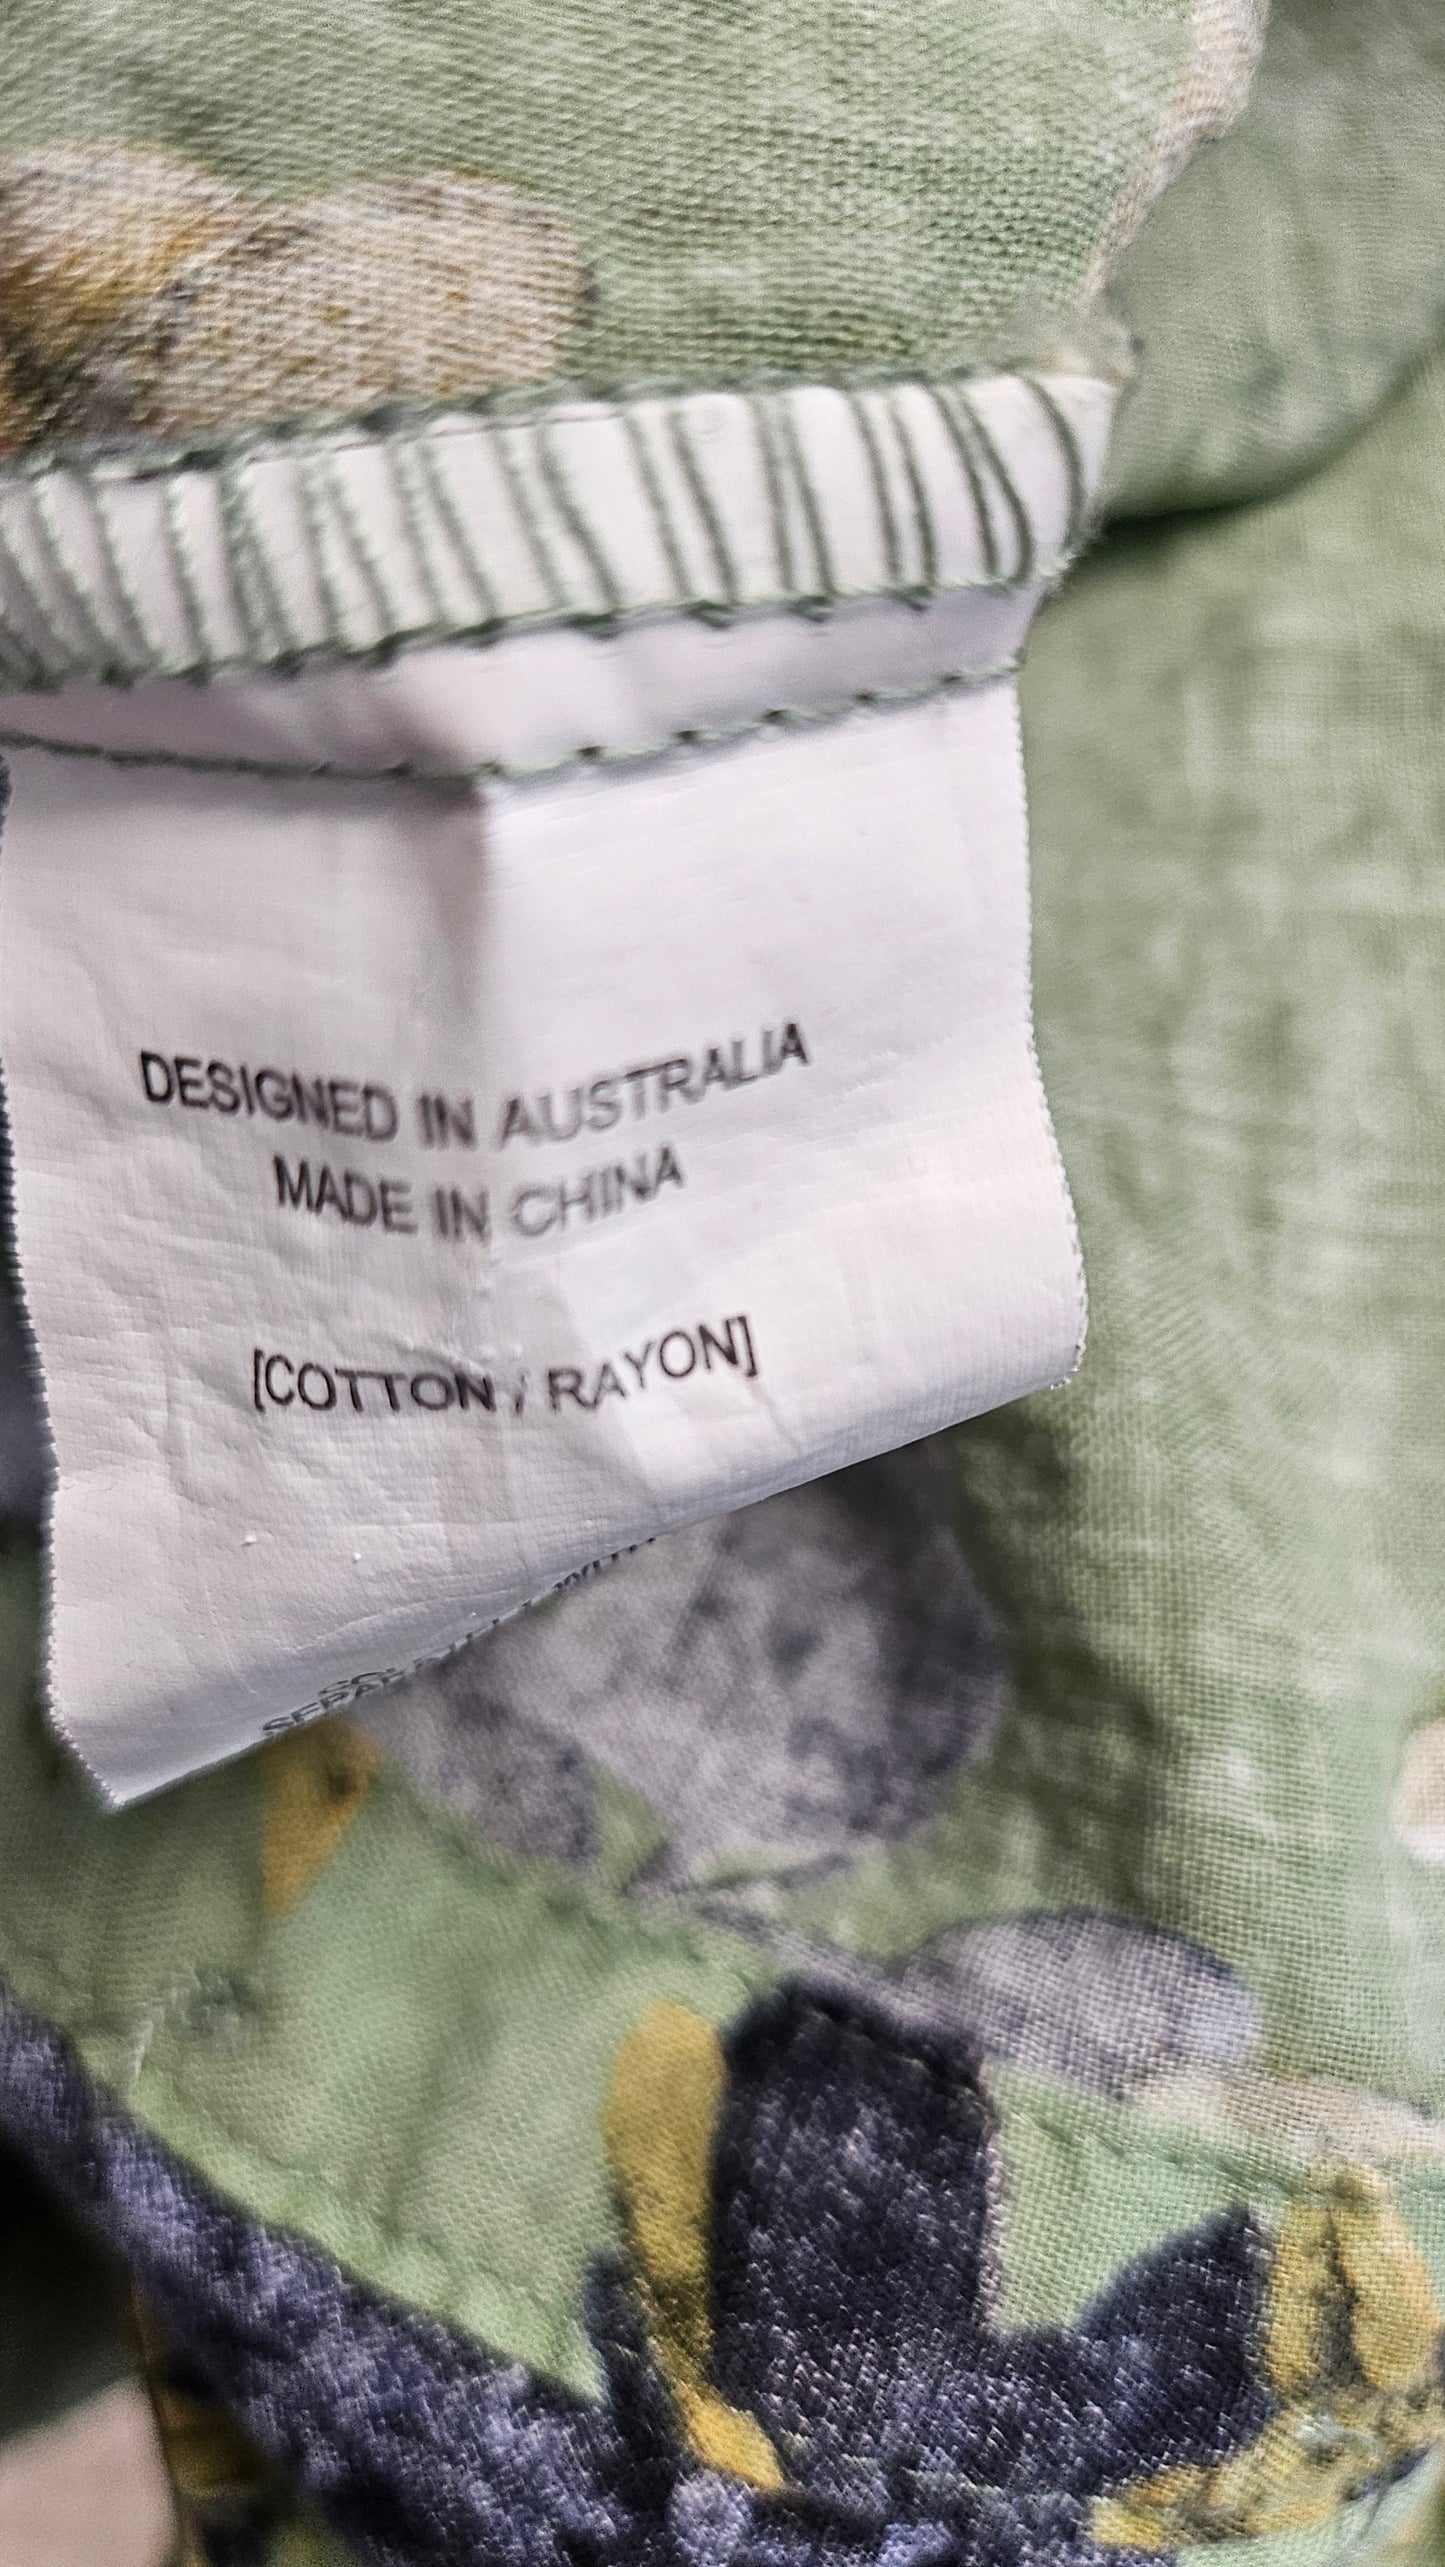 DESIGNED IN AUSTRALIA
MADE IN CHINA
[COTTON / RAYON]